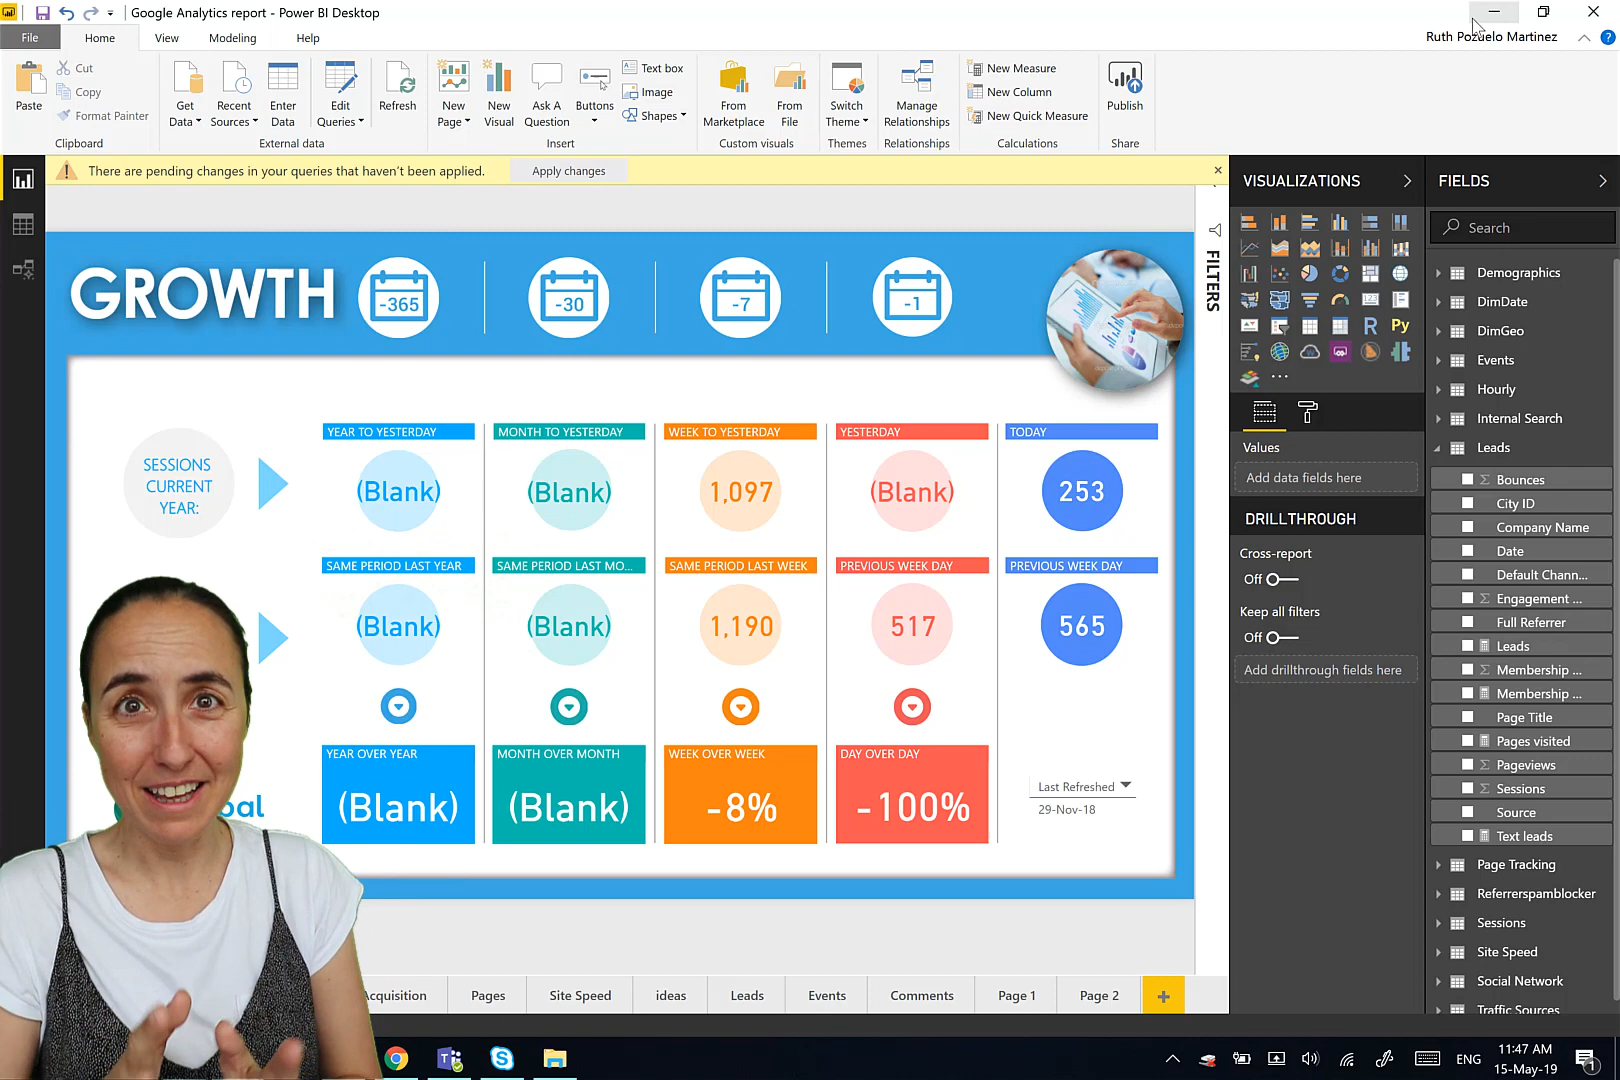 Google Analytics report - Power BI Desktop
Ruth Pozuelo Martinez
File
Home
View
Modeling
Help
Paste
Cut
Copy
Format Painter
Clipboard
Get Data
Recent Sources
Enter Data
Edit Queries
Refresh
External data
New Page
New Visual
Ask A Question
Buttons
Text box
Image
Shapes
Insert
From Marketplace
From File
Custom visuals
Switch Theme
Themes
Manage Relationships
Relationships
New Measure
New Column
New Quick Measure
Calculations
Publish
Share
There are pending changes in your queries that haven't been applied.
Apply changes
GROWTH
-365
-30
-7
-1
SESSIONS
CURRENT
YEAR:
YEAR TO YESTERDAY
MONTH TO YESTERDAY
WEEK TO YESTERDAY
YESTERDAY
TODAY
(Blank)
(Blank)
1,097
(Blank)
253
SAME PERIOD LAST YEAR
SAME PERIOD LAST MO...
SAME PERIOD LAST WEEK
PREVIOUS WEEK DAY
PREVIOUS WEEK DAY
(Blank)
(Blank)
1,190
517
565
YEAR OVER YEAR
MONTH OVER MONTH
WEEK OVER WEEK
DAY OVER DAY
(Blank)
(Blank)
-8%
-100%
Last Refreshed
29-Nov-18
FILTERS
VISUALIZATIONS
R
Py
Values
Add data fields here
DRILLTHROUGH
Cross-report
Off
Keep all filters
Off
Add drillthrough fields here
FIELDS
Search
Demographics
DimDate
DimGeo
Events
Hourly
Internal Search
Leads
Bounces
City ID
Company Name
Date
Default Chann...
Engagement ...
Full Referrer
Leads
Membership ...
Membership ...
Page Title
Pages visited
Pageviews
Sessions
Source
Text leads
Page Tracking
Referrerspamblocker
Sessions
Site Speed
Social Network
Traffic Sources
Acquisition
Pages
Site Speed
ideas
Leads
Events
Comments
Page 1
Page 2
ENG
11:47 AM
15-May-19
1